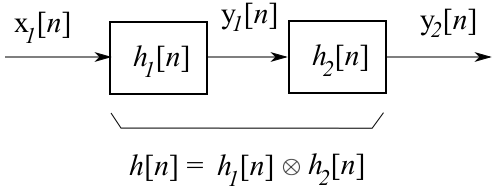 x₁[n] y₁[n] y₂[n]
h₁[n] h₂[n]
h[n] = h₁[n] ⊗ h₂[n]